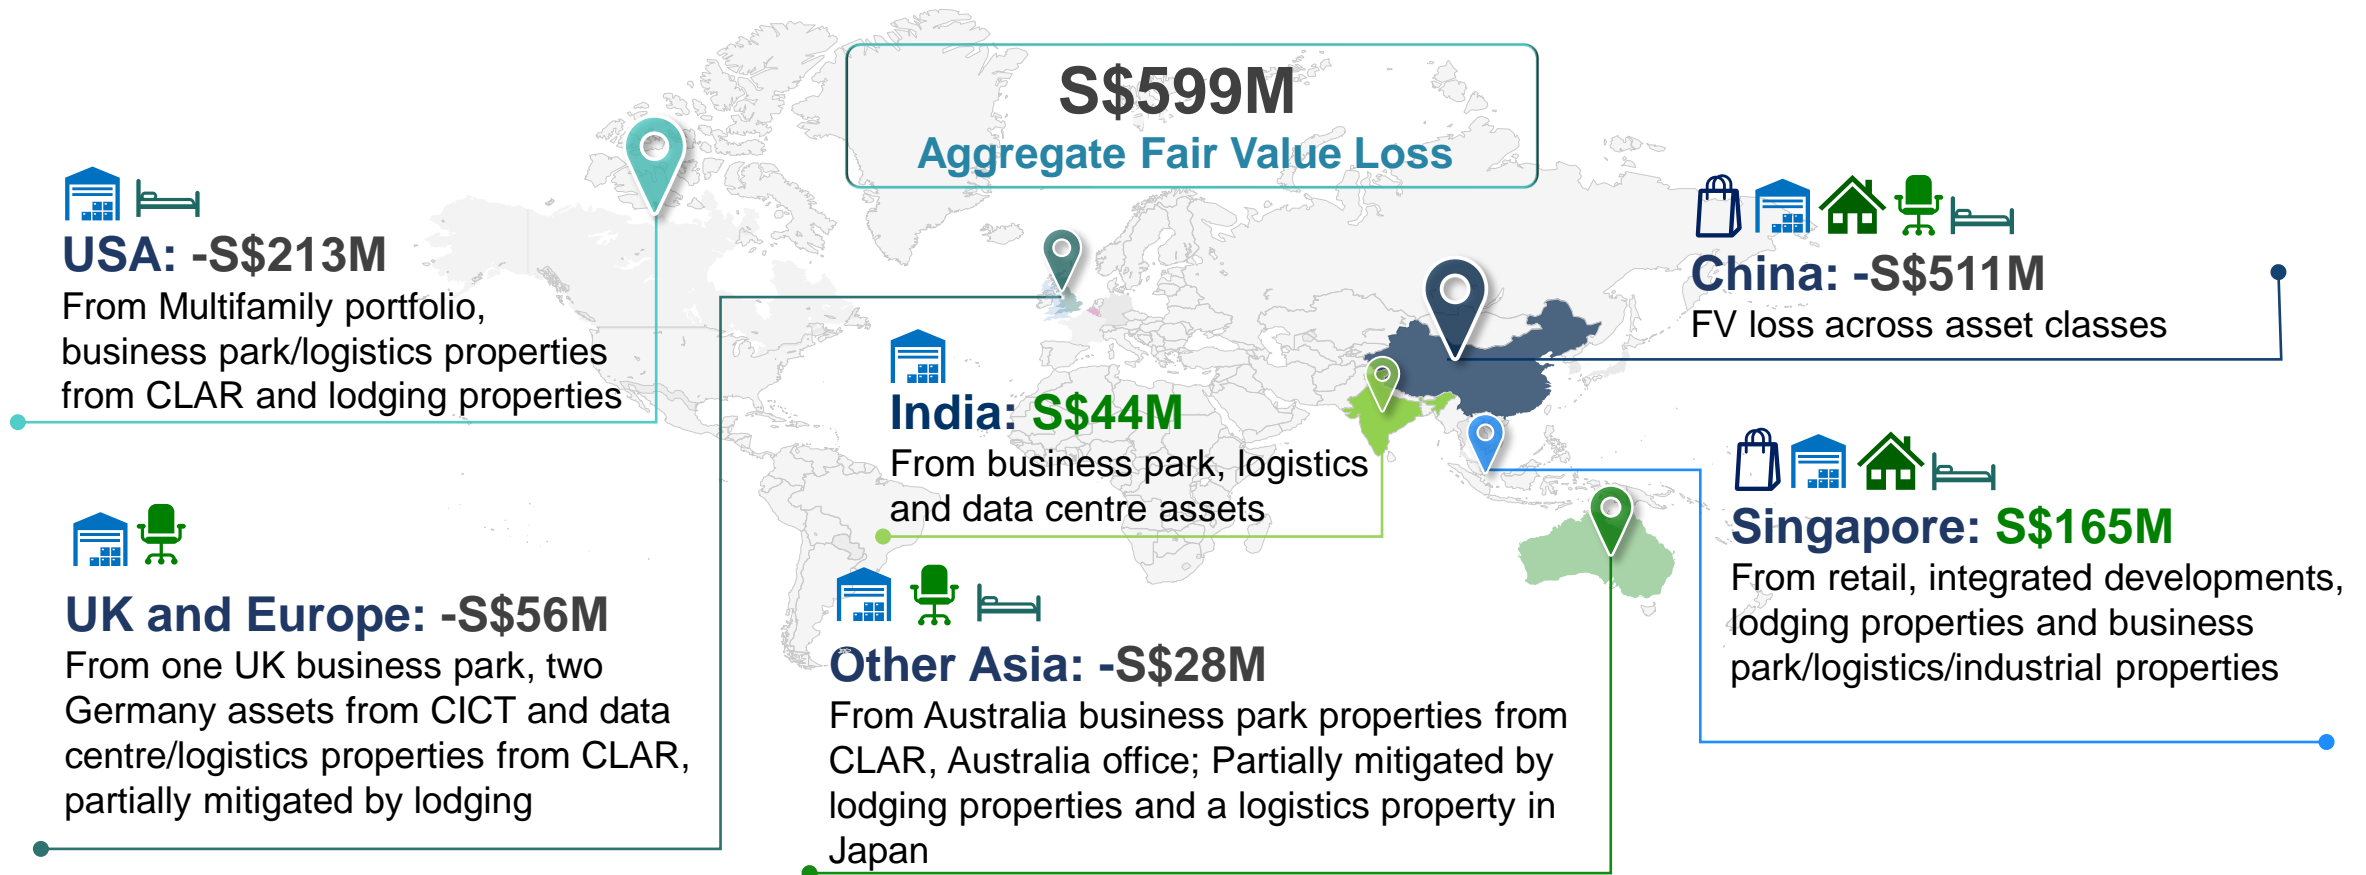 S$599M
Aggregate Fair Value Loss
USA: -S$213M
From Multifamily portfolio,
business park/logistics properties
from CLAR and lodging properties
China: -S$511M
FV loss across asset classes
India: S$44M
From business park, logistics
and data centre assets
Singapore: S$165M
From retail, integrated developments,
lodging properties and business
park/logistics/industrial properties
UK and Europe: -S$56M
From one UK business park, two
Germany assets from CICT and data
centre/logistics properties from CLAR,
partially mitigated by lodging
Other Asia: -S$28M
From Australia business park properties from
CLAR, Australia office; Partially mitigated by
lodging properties and a logistics property in
Japan